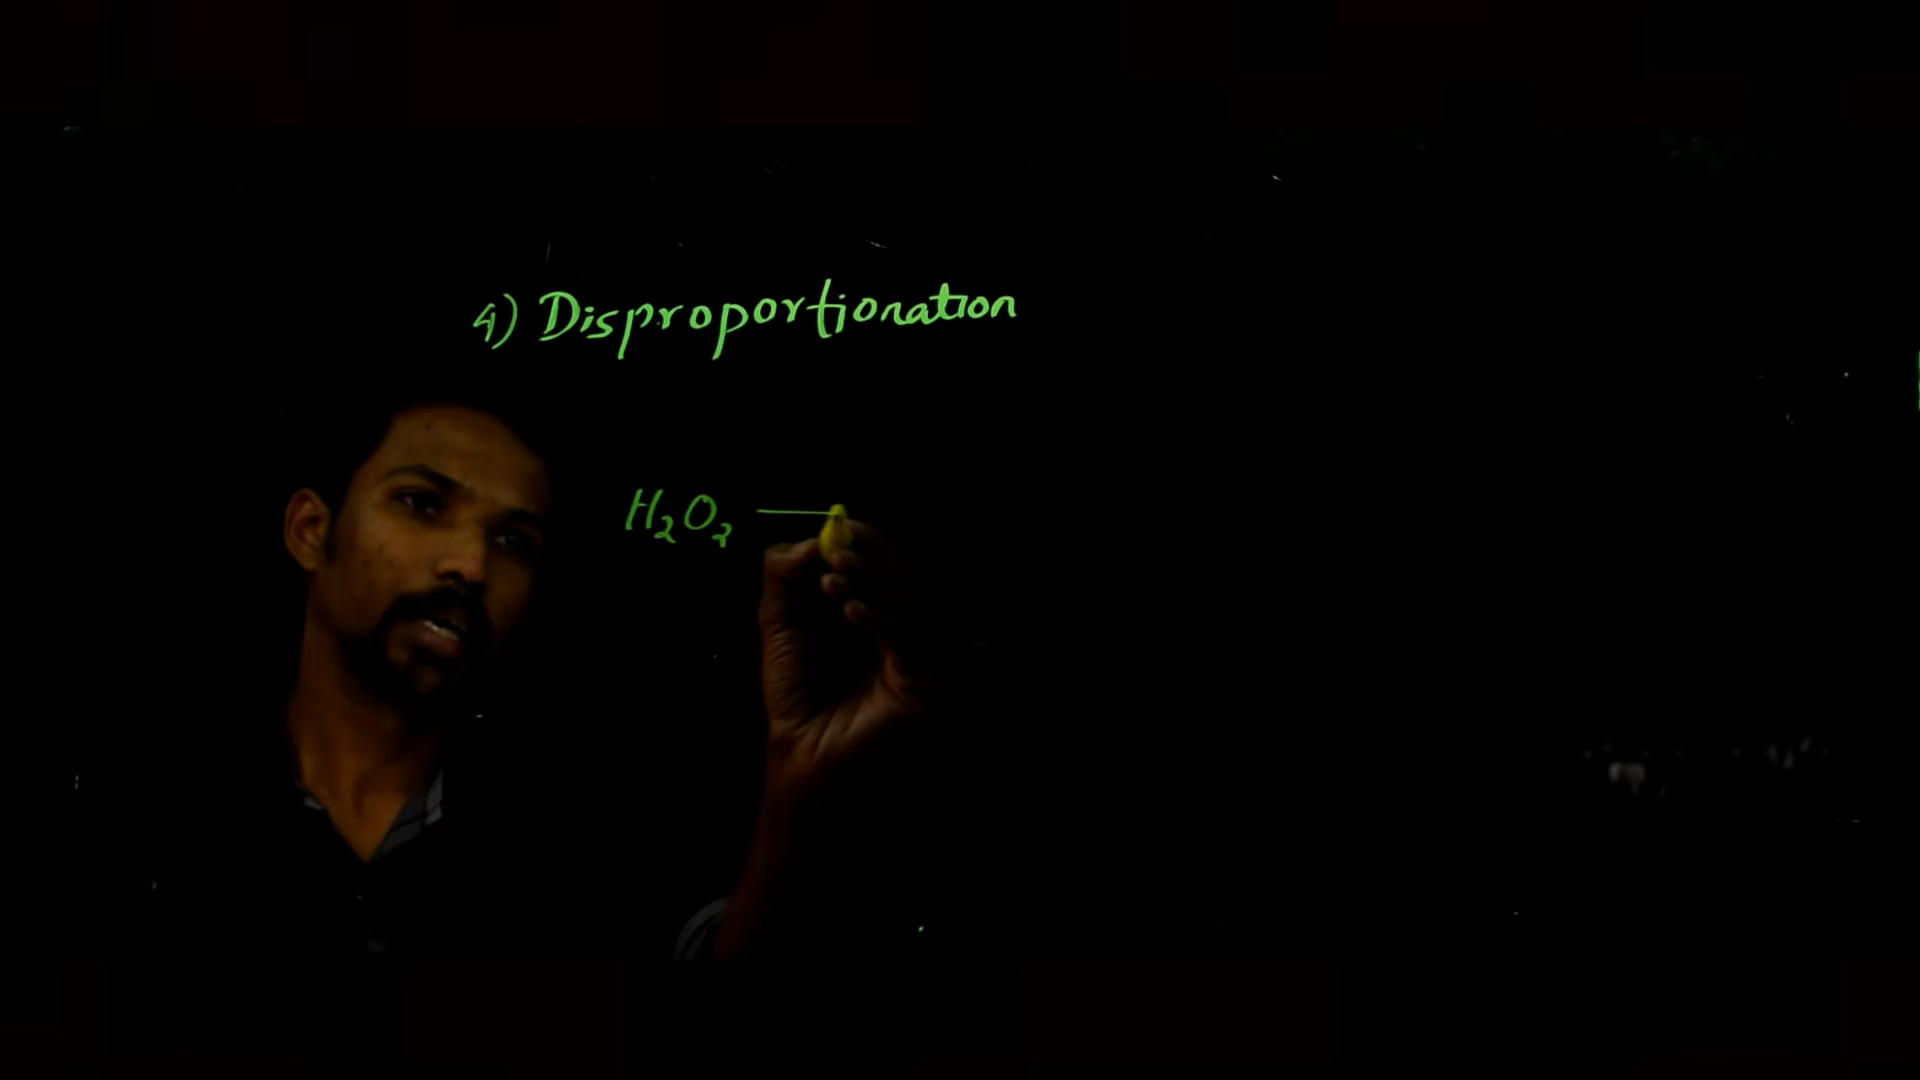 4) Disproportionation
H₂O₂ —